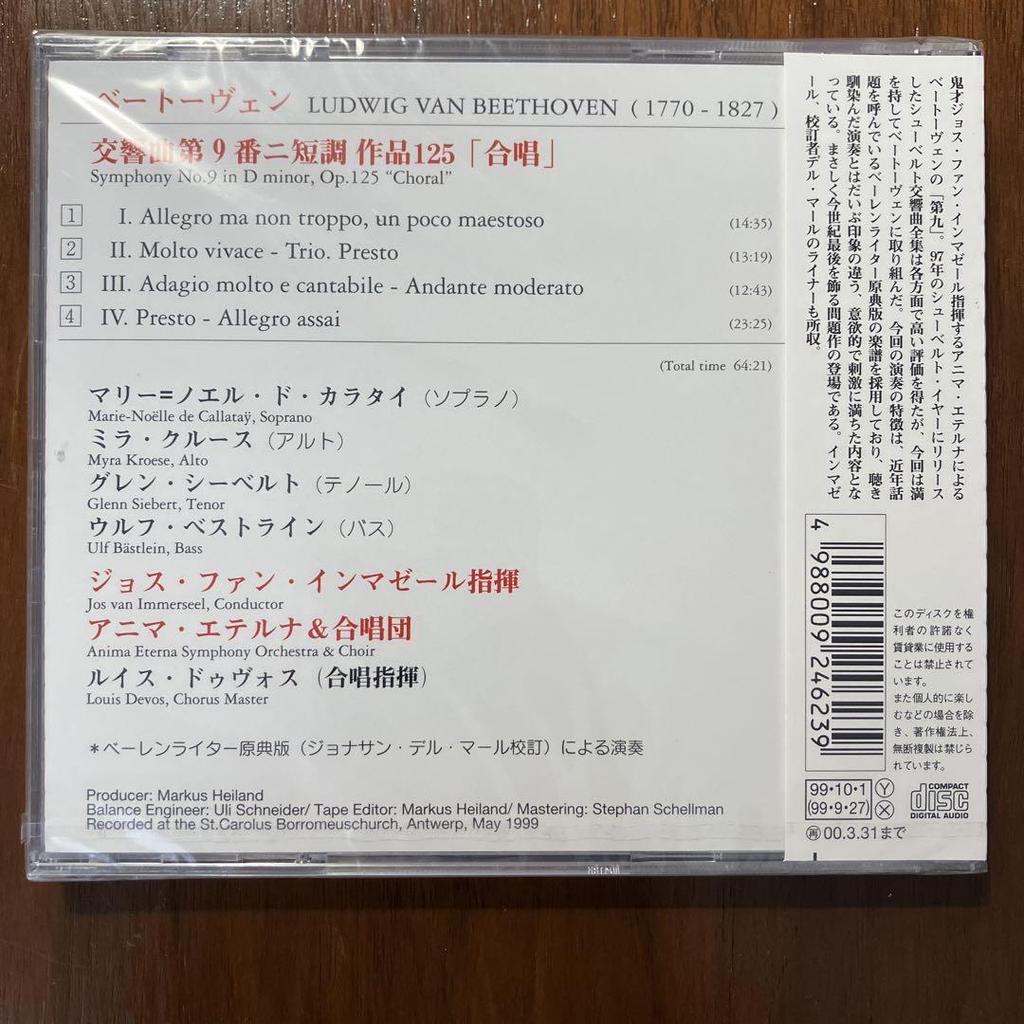 ベートーヴェン LUDWIG VAN BEETHOVEN (1770 - 1827)
交響曲第9番ニ短調 作品125「合唱」
Symphony No.9 in D minor, Op.125 “Choral”
1 I. Allegro ma non troppo, un poco maestoso (14:35)
2 II. Molto vivace - Trio. Presto (13:19)
3 III. Adagio molto e cantabile - Andante moderato (12:43)
4 IV. Presto - Allegro assai (23:25)
(Total time 64:21)
マリー=ノエル・ド・カラタイ（ソプラノ）
Marie-Noëlle de Callataÿ, Soprano
ミラ・クルース（アルト）
Myra Kroese, Alto
グレン・シーベルト（テノール）
Glenn Siebert, Tenor
ウルフ・ベストライン（バス）
Ulf Bästlein, Bass
ジョス・ファン・インマゼール指揮
Jos van Immerseel, Conductor
アニマ・エテルナ&合唱団
Anima Eterna Symphony Orchestra & Choir
ルイス・ドゥヴォス（合唱指揮）
Louis Devos, Chorus Master
*ベーレンライター原典版（ジョナサン・デル・マール校訂）による演奏
Producer: Markus Heiland
Balance Engineer: Uli Schneider/ Tape Editor: Markus Heiland/ Mastering: Stephan Schellman
Recorded at the St.Carolus Borromeuschurch, Antwerp, May 1999
鬼才ジョス・ファン・インマゼール指揮するアニマ・エテルナによる
ベートーヴェンの「第九」。97年のシューベルト・イヤーにリリース
したシューベルト交響曲全集は各方面で高い評価を得たが、今回は満
を持してベートーヴェンに取り組んだ。今回の演奏の特徴は、近年話
題を呼んでいるベーレンライター原典版の楽譜を採用しており、聴き
馴染んだ演奏とはだいぶ印象の違う、意欲的で刺激に満ちた内容とな
っている。まさしく今世紀最後を飾る問題作の登場である。インマゼ
ール、校訂者デル・マールのライナーも所収。
4 988009 246239
このディスクを権
利者の許諾なく
賃貸業に使用する
ことは禁止されて
います。
また個人的に楽し
むなどの場合を除
き、著作権法上、
無断複製は禁じら
れています。
99・10・1 Ⓨ
(99・9・27) Ⓧ
再 00.3.31まで
COMPACT
disc
DIGITAL AUDIO